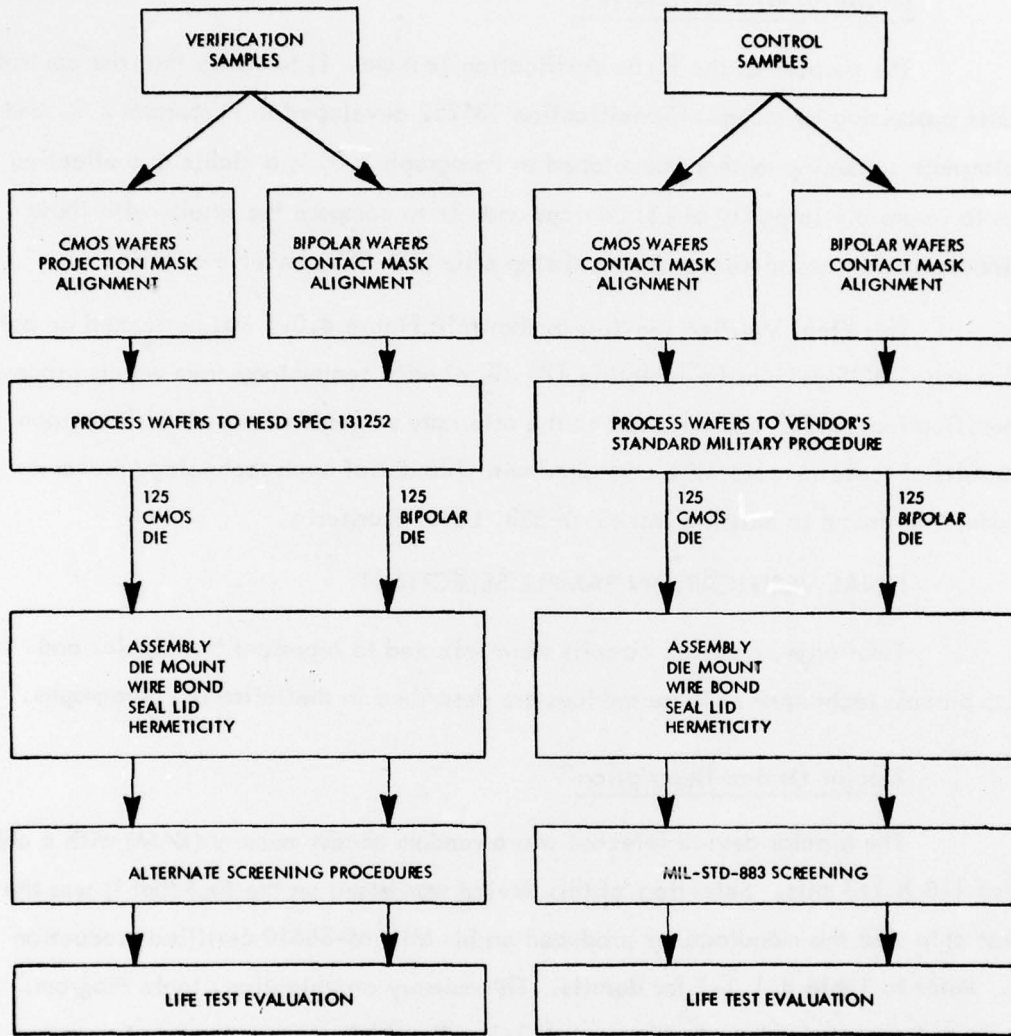 VERIFICATION
SAMPLES
CMOS WAFERS
PROJECTION MASK
ALIGNMENT
BIPOLAR WAFERS
CONTACT MASK
ALIGNMENT
PROCESS WAFERS TO HESD SPEC 131252
125
CMOS
DIE
125
BIPOLAR
DIE
ASSEMBLY
DIE MOUNT
WIRE BOND
SEAL LID
HERMETICITY
ALTERNATE SCREENING PROCEDURES
LIFE TEST EVALUATION
CONTROL
SAMPLES
CMOS WAFERS
CONTACT MASK
ALIGNMENT
BIPOLAR WAFERS
CONTACT MASK
ALIGNMENT
PROCESS WAFERS TO VENDOR'S
STANDARD MILITARY PROCEDURE
125
CMOS
DIE
125
BIPOLAR
DIE
ASSEMBLY
DIE MOUNT
WIRE BOND
SEAL LID
HERMETICITY
MIL-STD-883 SCREENING
LIFE TEST EVALUATION